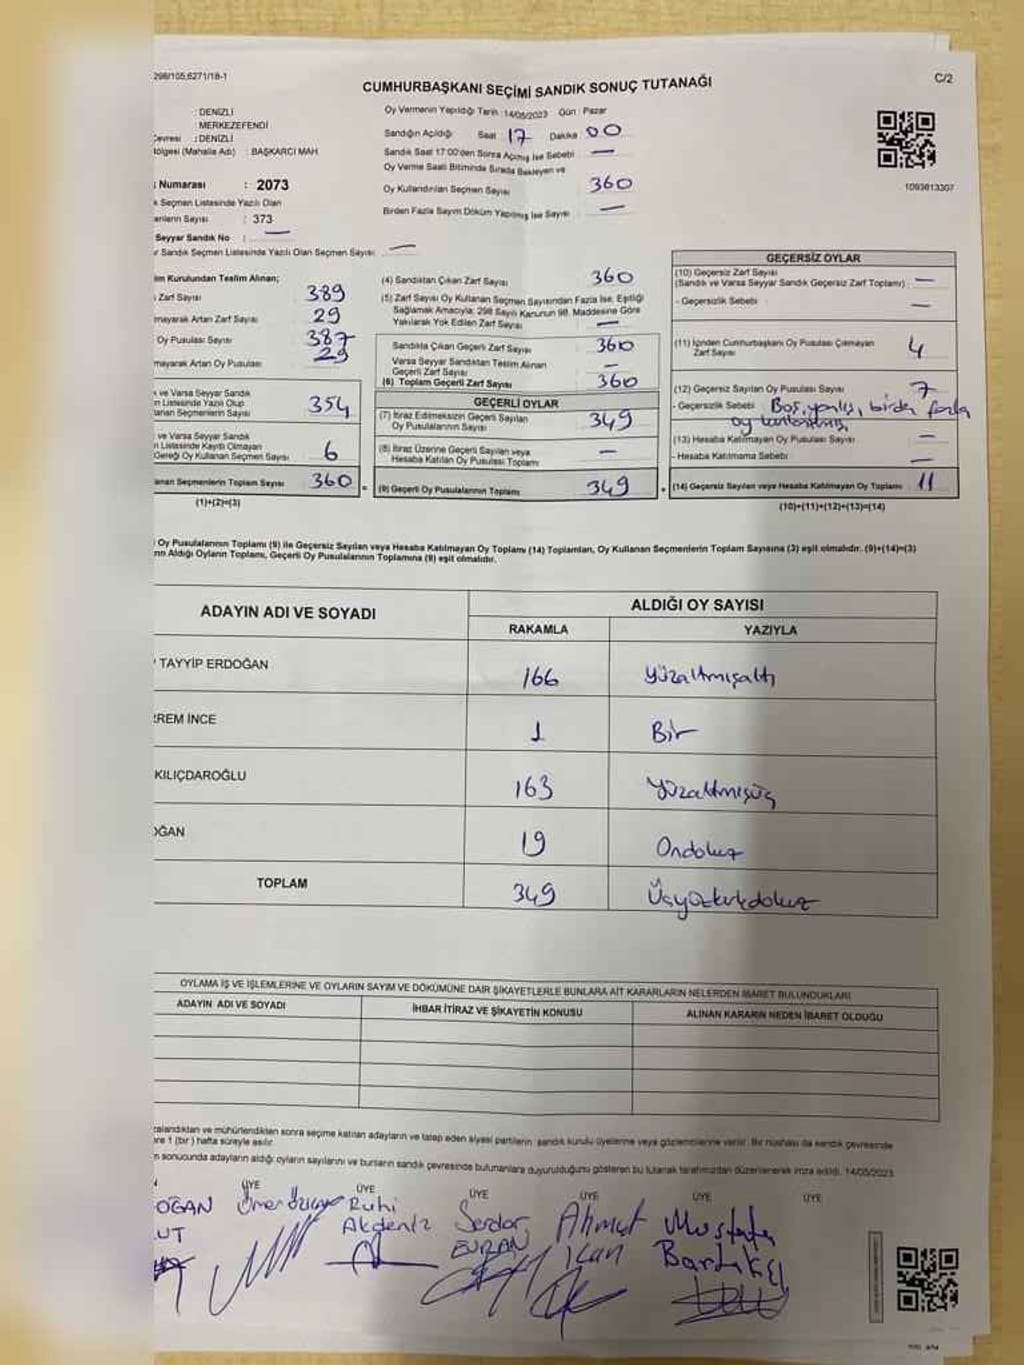 298/105,6271/18-1
C/2
CUMHURBAŞKANI SEÇİMİ SANDIK SONUÇ TUTANAĞI
: DENİZLİ
: MERKEZEFENDİ
Çevresi : DENİZLİ
Bölgesi (Mahalle Adı) : BAŞKARCI MAH.
Numarası : 2073
Seçmen Listesinde Yazılı Olan
Sayısı : 373
Seyyar Sandık No : —
Sandık Seçmen Listesinde Yazılı Olan Seçmen Sayısı : —
Oy Vermenin Yapıldığı Tarih : 14/05/2023 Gün : Pazar
Sandığın Açıldığı Saat : 17 Dakika : 00
Sandık Saat 17:00'den Sonra Açılmış İse Sebebi : —
Oy Verme Saati Bitiminde Sırada Bekleyen ve
Oy Kullandırılan Seçmen Sayısı : 360
Birden Fazla Sayım Döküm Yapılmış İse Sayısı : —
1093813307
Kurulundan Teslim Alınan;
Zarf Sayısı : 389
Artan Zarf Sayısı : 29
Oy Pusulası Sayısı : 387
Artan Oy Pusulası : 29
ve Varsa Seyyar Sandık
Listesinde Yazılı Olup
Seçmenlerin Sayısı 354
ve Varsa Seyyar Sandık
Listesinde Kayıtlı Olmayan
Gereği Oy Kullanan Seçmen Sayısı 6
Seçmenlerin Toplam Sayısı 360
(1)+(2)=(3)
(4) Sandıktan Çıkan Zarf Sayısı : 360
(5) Zarf Sayısı Oy Kullanan Seçmen Sayısından Fazla İse, Eşitliği
Sağlamak Amacıyla; 298 Sayılı Kanunun 98. Maddesine Göre
Yakılarak Yok Edilen Zarf Sayısı : —
Sandıkta Çıkan Geçerli Zarf Sayısı : 360
Varsa Seyyar Sandıktan Teslim Alınan
Geçerli Zarf Sayısı : —
(6) Toplam Geçerli Zarf Sayısı : 360
GEÇERLİ OYLAR
(7) İtiraz Edilmeksizin Geçerli Sayılan
Oy Pusulalarının Sayısı : 349
(8) İtiraz Üzerine Geçerli Sayılan veya
Hesaba Katılan Oy Pusulası Toplamı : —
(9) Geçerli Oy Pusulalarının Toplamı : 349
GEÇERSİZ OYLAR
(10) Geçersiz Zarf Sayısı
(Sandık ve Varsa Seyyar Sandık Geçersiz Zarf Toplamı) : —
- Geçersizlik Sebebi : —
(11) İçinden Cumhurbaşkanı Oy Pusulası Çıkmayan
Zarf Sayısı : 4
(12) Geçersiz Sayılan Oy Pusulası Sayısı : 7
- Geçersizlik Sebebi : Boş, yanlış, birden fazla
oy kullanılmış
(13) Hesaba Katılmayan Oy Pusulası Sayısı : —
- Hesaba Katılmama Sebebi : —
(14) Geçersiz Sayılan veya Hesaba Katılmayan Oy Toplamı : 11
(10)+(11)+(12)+(13)=(14)
Oy Pusulalarının Toplamı (9) ile Geçersiz Sayılan veya Hesaba Katılmayan Oy Toplamı (14) Toplamları, Oy Kullanan Seçmenlerin Toplam Sayısına (3) eşit olmalıdır. (9)+(14)=(3)
Aldığı Oyların Toplamı, Geçerli Oy Pusulalarının Toplamına (9) eşit olmalıdır.
ADAYIN ADI VE SOYADI
ALDIĞI OY SAYISI
RAKAMLA YAZIYLA
TAYYİP ERDOĞAN 166 Yüzaltmışaltı
REM İNCE 1 Bir
KILIÇDAROĞLU 163 Yüzaltmışüç
OĞAN 19 Ondokuz
TOPLAM 349 Üçyüzkırkdokuz
OYLAMA İŞ VE İŞLEMLERİNE VE OYLARIN SAYIM VE DÖKÜMÜNE DAİR ŞİKAYETLERLE BUNLARA AİT KARARLARIN NELERDEN İBARET BULUNDUKLARI
ADAYIN ADI VE SOYADI İHBAR İTİRAZ VE ŞİKAYETİN KONUSU ALINAN KARARIN NEDEN İBARET OLDUĞU
ve mühürlendikten sonra seçime katılan adayların ve talep eden siyasi partilerin sandık kurulu üyelerine veya gözlemcilerine verilir. Bir nüshası da sandık çevresinde
1 (bir) hafta süreyle asılır.
sonucunda adayların aldığı oyların sayılarını ve bunların sandık çevresinde bulunanlara duyurulduğunu gösteren bu tutanak tarafımızdan düzenlenerek imza edildi. 14/05/2023
ÜYE ÜYE ÜYE ÜYE ÜYE ÜYE
OĞAN Ömer Ruhi Serdar Ahmet Mustafa
UT Akdeniz EVRAN